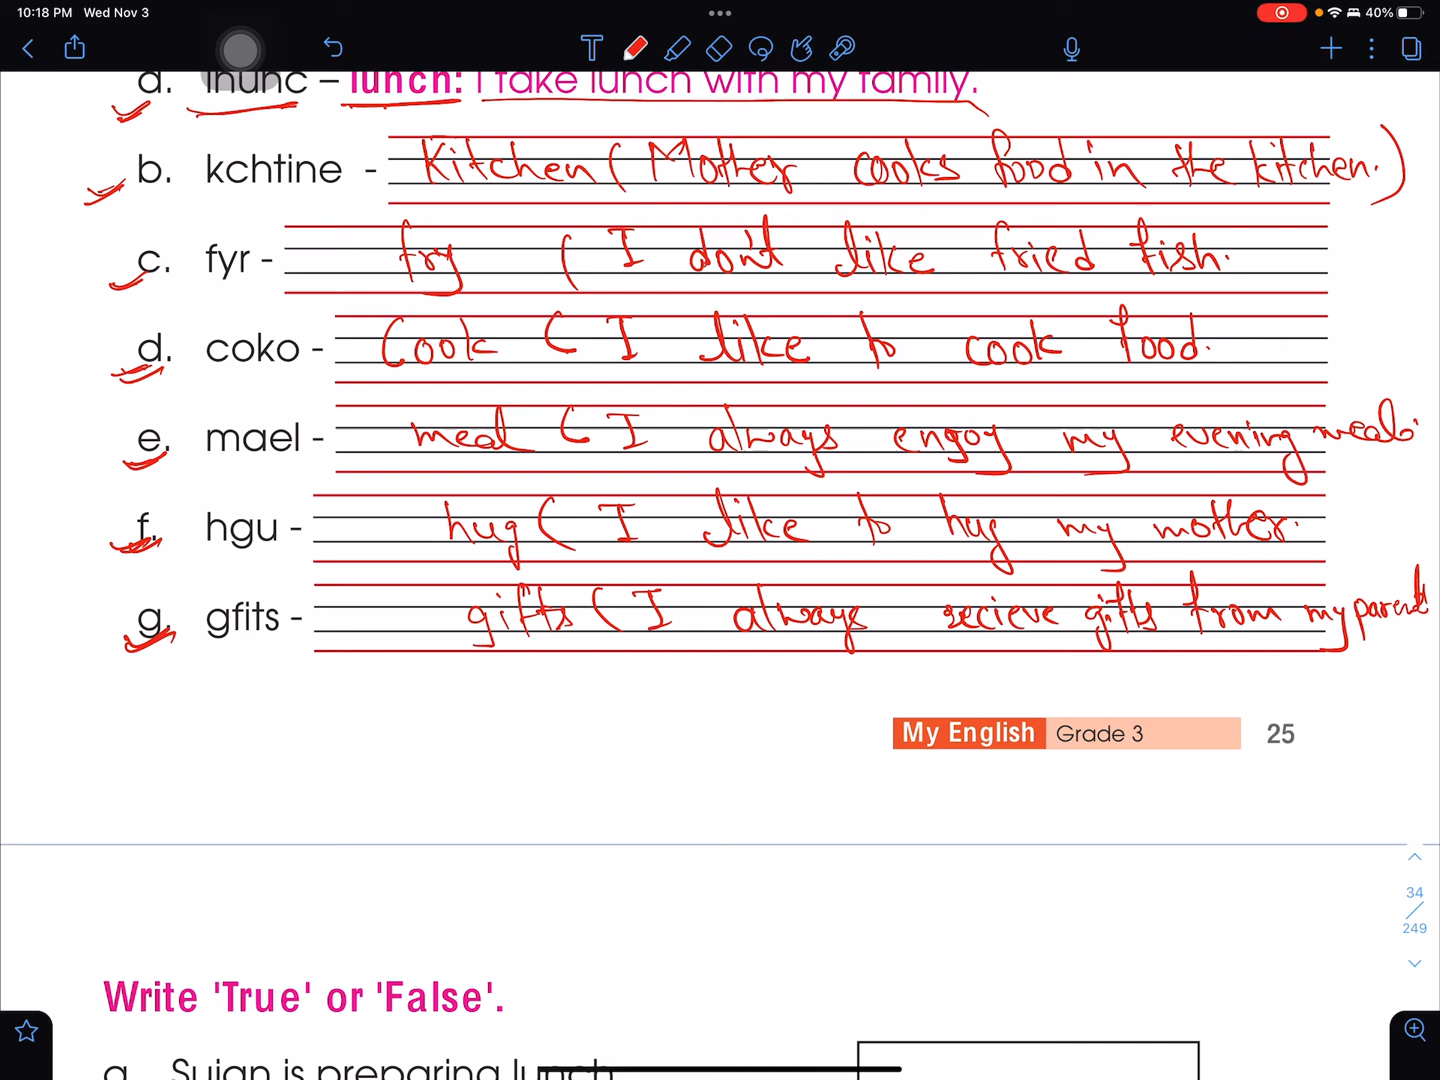 10:18 PM Wed Nov 3
40%
a. lnunc – lunch: I take lunch with my family.
b. kchtine - Kitchen ( Mother cooks food in the kitchen. )
c. fyr - fry ( I don't like fried fish.
d. coko - Cook ( I like to cook food.
e. mael - meal ( I always engoy my evening meals.
f. hgu - hug ( I like to hug my mother.
g. gfits - gifts ( I always recieve gifts from my parents
My English Grade 3 25
34
249
Write 'True' or 'False'.
a. Sujan is preparing lunch